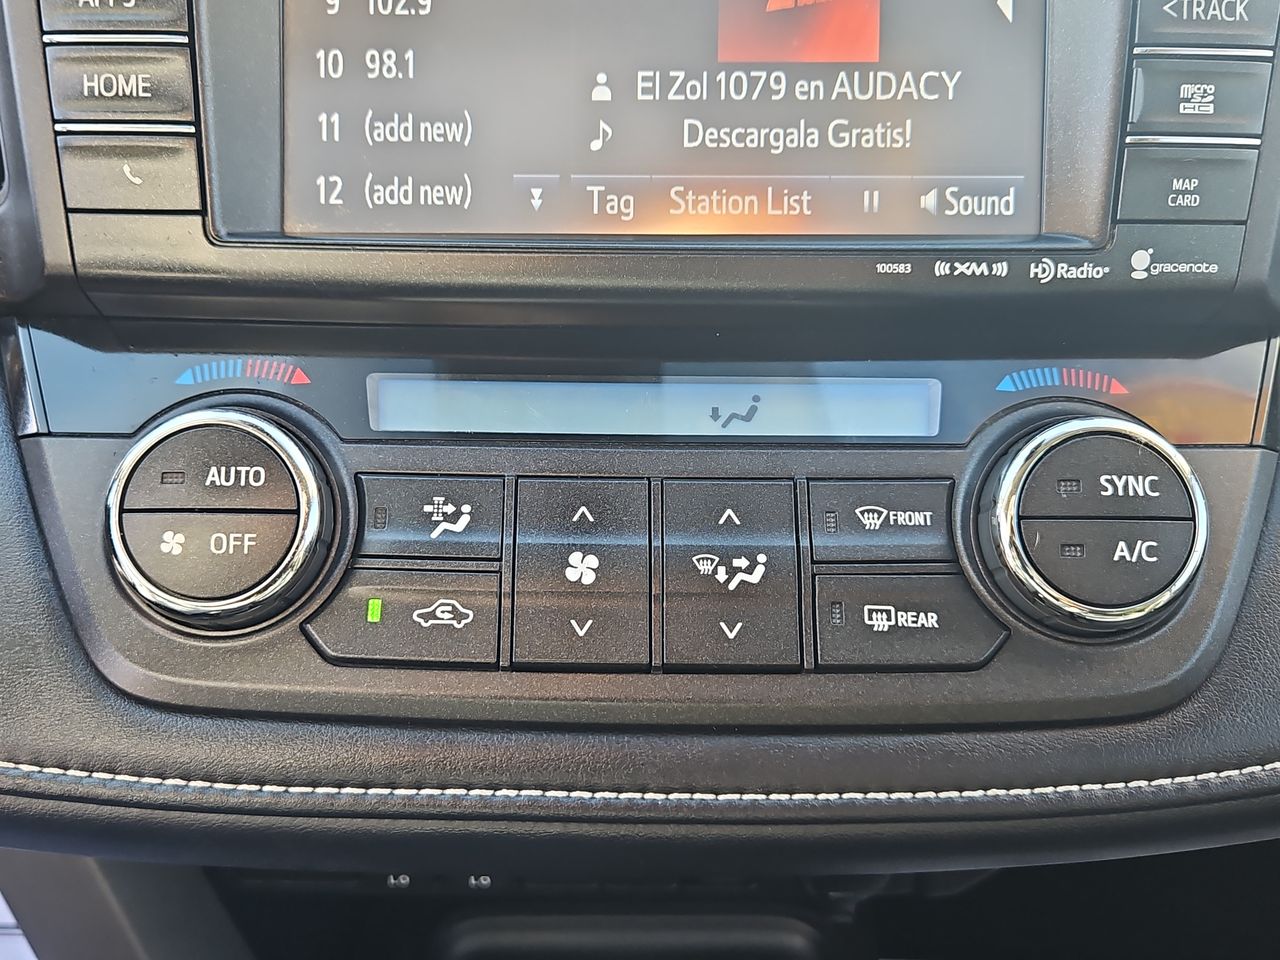 APPS
HOME
9 102.9
10 98.1
11 (add new)
12 (add new)
El Zol 1079 en AUDACY
Descargala Gratis!
Tag Station List Sound
<TRACK
micro
SD
HC
MAP
CARD
100583 XM HD Radio gracenote
AUTO
OFF
FRONT
REAR
SYNC
A/C